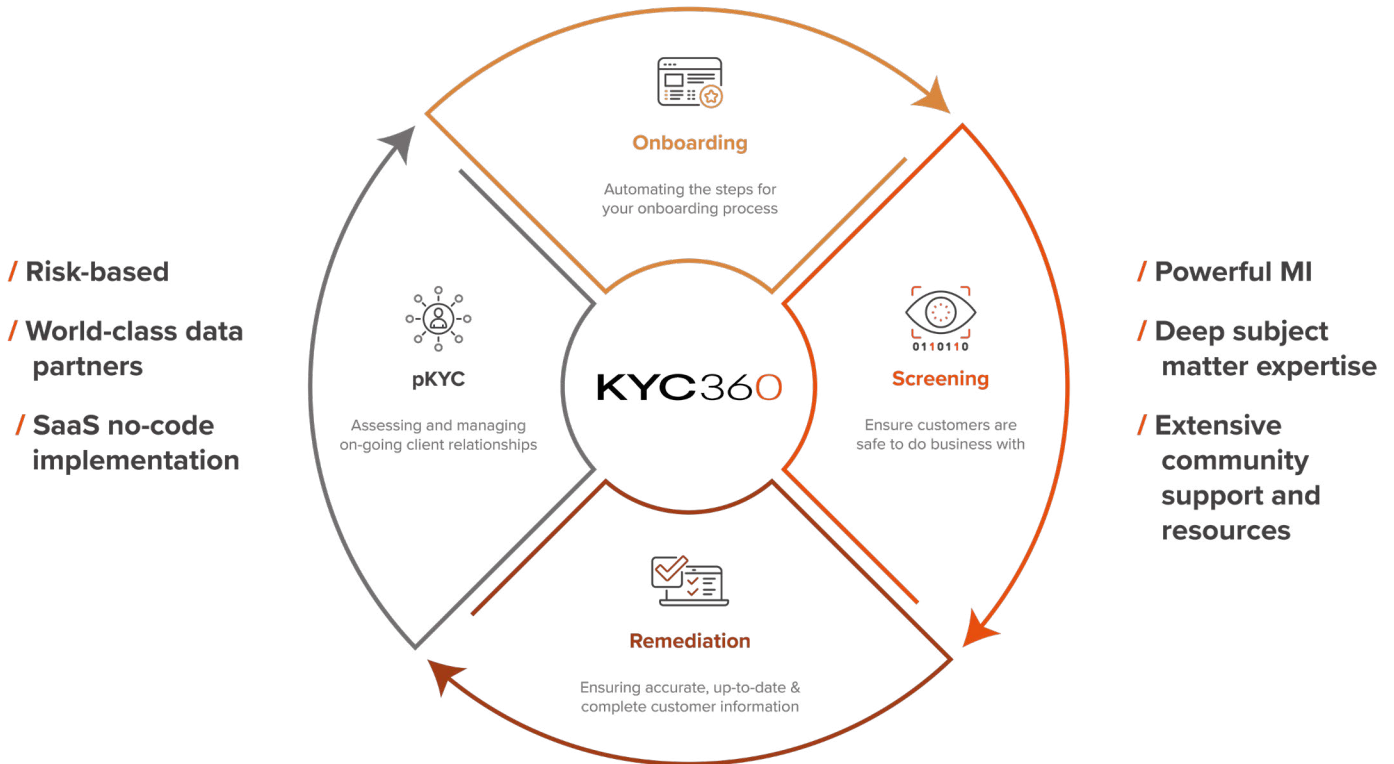 Onboarding
Automating the steps for
your onboarding process
/ Risk-based
/ World-class data
partners
/ SaaS no-code
implementation
pKYC
Assessing and managing
on-going client relationships
KYC360
0110110
Screening
Ensure customers are
safe to do business with
/ Powerful MI
/ Deep subject
matter expertise
/ Extensive
community
support and
resources
Remediation
Ensuring accurate, up-to-date &
complete customer information